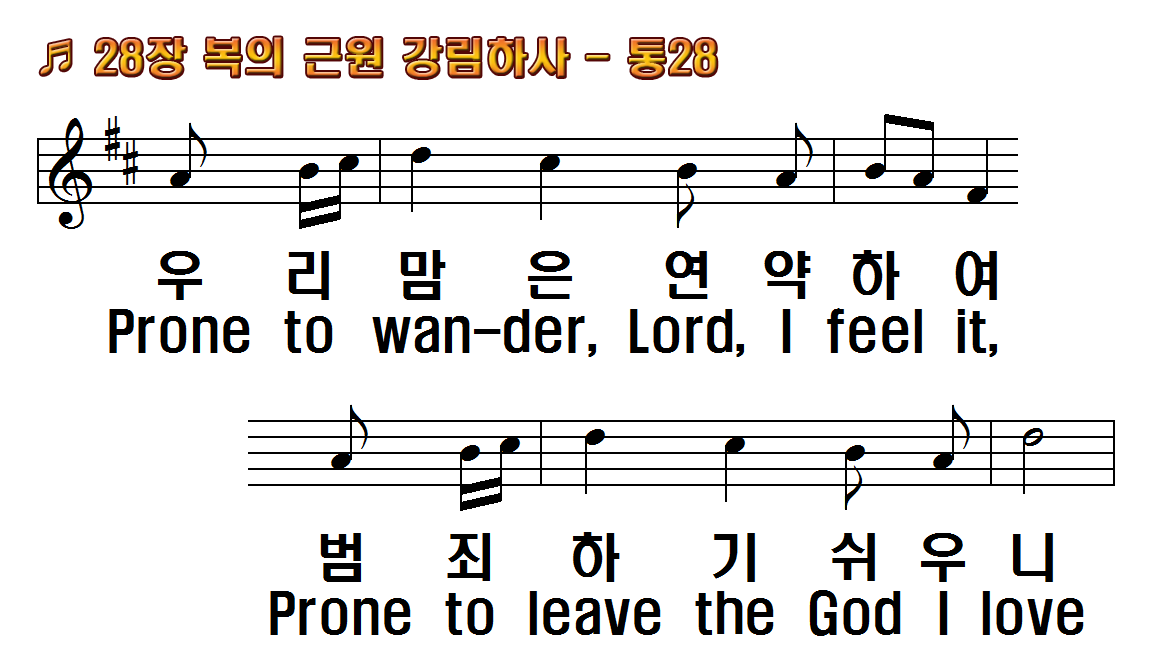 28장 복의 근원 강림하사 - 통28
우 리 맘 은 연 약 하 여
Prone to wan-der, Lord, I feel it,
범 죄 하 기 쉬 우 니
Prone to leave the God I love